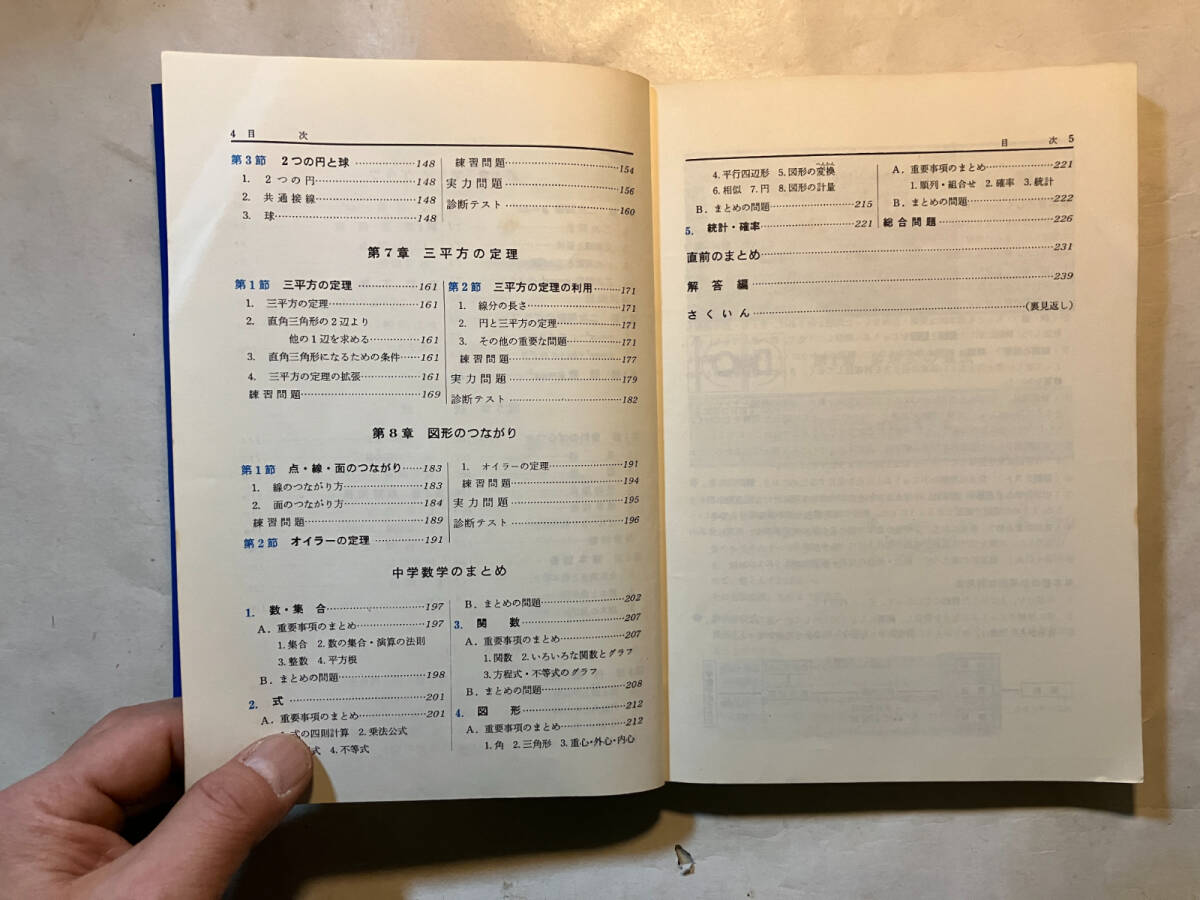 4 目 次
第3節 2つの円と球 ……………… 148
1. 2つの円 ……………… 148
2. 共通接線 ……………… 148
3. 球 ……………… 148
練習問題 ……………… 154
実力問題 ……………… 156
診断テスト ……………… 160
第7章 三平方の定理
第1節 三平方の定理 ……………… 161
1. 三平方の定理 ……………… 161
2. 直角三角形の2辺より
他の1辺を求める ……………… 161
3. 直角三角形になるための条件 …… 161
4. 三平方の定理の拡張 ……………… 161
練習問題 ……………… 169
第2節 三平方の定理の利用 ……… 171
1. 線分の長さ ……………… 171
2. 円と三平方の定理 ……………… 171
3. その他の重要な問題 ……………… 171
練習問題 ……………… 177
実力問題 ……………… 179
診断テスト ……………… 182
第8章 図形のつながり
第1節 点・線・面のつながり …… 183
1. 線のつながり方 ……………… 183
2. 面のつながり方 ……………… 184
練習問題 ……………… 189
第2節 オイラーの定理 ……………… 191
1. オイラーの定理 ……………… 191
練習問題 ……………… 194
実力問題 ……………… 195
診断テスト ……………… 196
中学数学のまとめ
1. 数・集合 ……………… 197
A. 重要事項のまとめ ……………… 197
1.集合 2.数の集合・演算の法則
3.整数 4.平方根
B. まとめの問題 ……………… 198
2. 式 ……………… 201
A. 重要事項のまとめ ……………… 201
式の四則計算 2.乗法公式
式 4.不等式
B. まとめの問題 ……………… 202
3. 関数 ……………… 207
A. 重要事項のまとめ ……………… 207
1.関数 2.いろいろな関数とグラフ
3.方程式・不等式のグラフ
B. まとめの問題 ……………… 208
4. 図形 ……………… 212
A. 重要事項のまとめ ……………… 212
1.角 2.三角形 3.重心・外心・内心
目 次 5
4.平行四辺形 5.図形の変換
6.相似 7.円 8.図形の計量
B. まとめの問題 ……………… 215
5. 統計・確率 ……………… 221
A. 重要事項のまとめ ……………… 221
1.順列・組合せ 2.確率 3.統計
B. まとめの問題 ……………… 222
総合問題 ……………… 226
直前のまとめ ……………… 231
解答編 ……………… 239
さくいん ……………… (裏見返し)